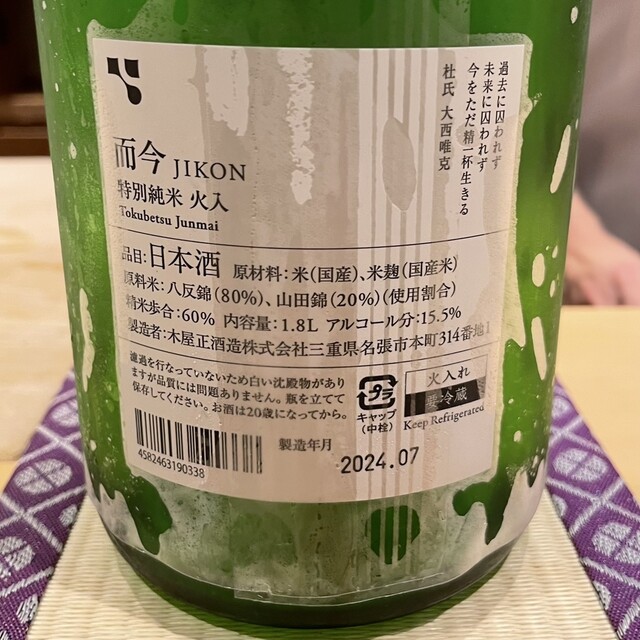 過去に囚われず
未来に囚われず
今をただ精一杯生きる
杜氏 大西唯克
而今 JIKON
特別純米 火入
Tokubetsu Junmai
品目:日本酒 原材料:米(国産)、米麹(国産米)
原料米:八反錦(80%)、山田錦(20%)(使用割合)
精米歩合:60% 内容量:1.8L アルコール分:15.5%
製造者:木屋正酒造株式会社三重県名張市本町314番地1
濾過を行なっていないため白い沈殿物があり
ますが品質には問題ありません。瓶を立てて
保存してください。お酒は20歳になってから。
プラ
キャップ
(中栓)
火入れ
要冷蔵
Keep Refrigerated
4582463190338
製造年月
2024.07